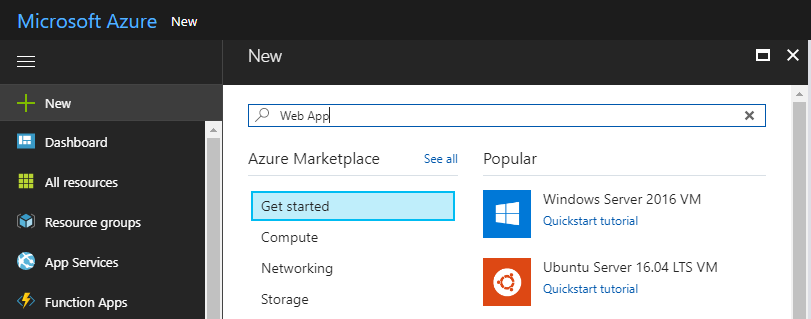 Microsoft Azure New
New
New
Web App
Dashboard
Azure Marketplace See all Popular
All resources
Get started
Windows Server 2016 VM
Quickstart tutorial
Resource groups
Compute
App Services
Networking
Ubuntu Server 16.04 LTS VM
Quickstart tutorial
Function Apps
Storage